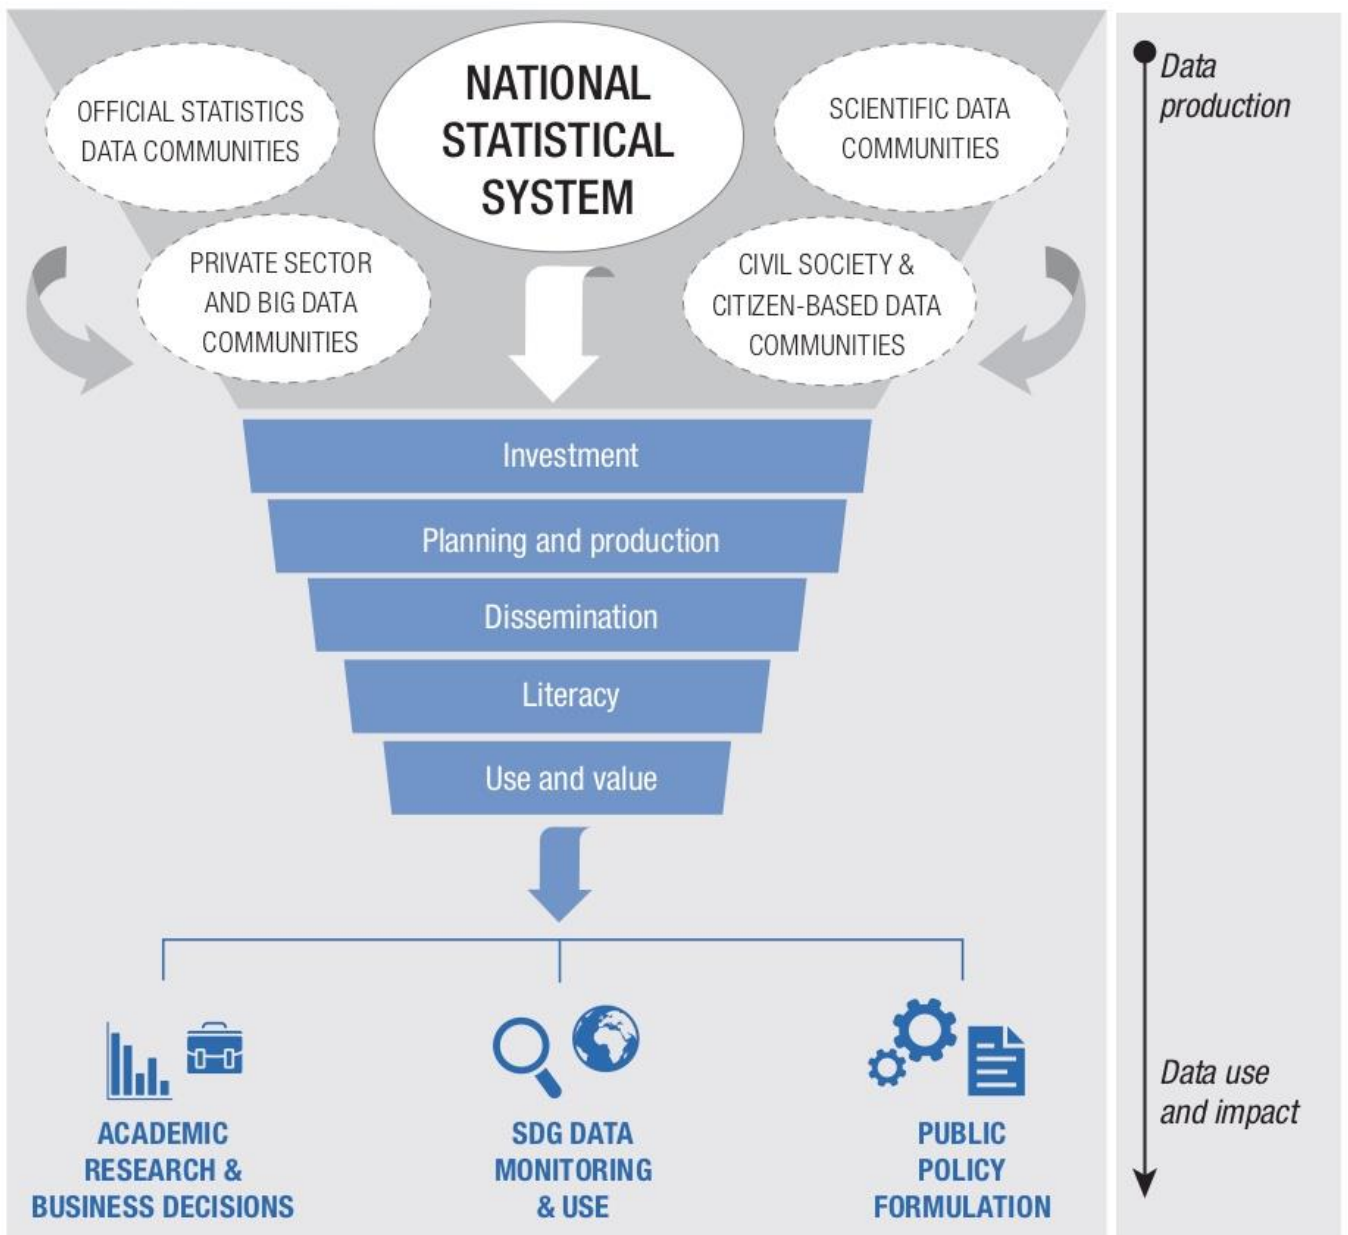 NATIONAL
STATISTICAL
SYSTEM
OFFICIAL STATISTICS
DATA COMMUNITIES
SCIENTIFIC DATA
COMMUNITIES
PRIVATE SECTOR
AND BIG DATA
COMMUNITIES
CIVIL SOCIETY &
CITIZEN-BASED DATA
COMMUNITIES
Data
production
Investment
Planning and production
Dissemination
Literacy
Use and value
ACADEMIC
RESEARCH &
BUSINESS DECISIONS
SDG DATA
MONITORING
& USE
PUBLIC
POLICY
FORMULATION
Data use
and impact